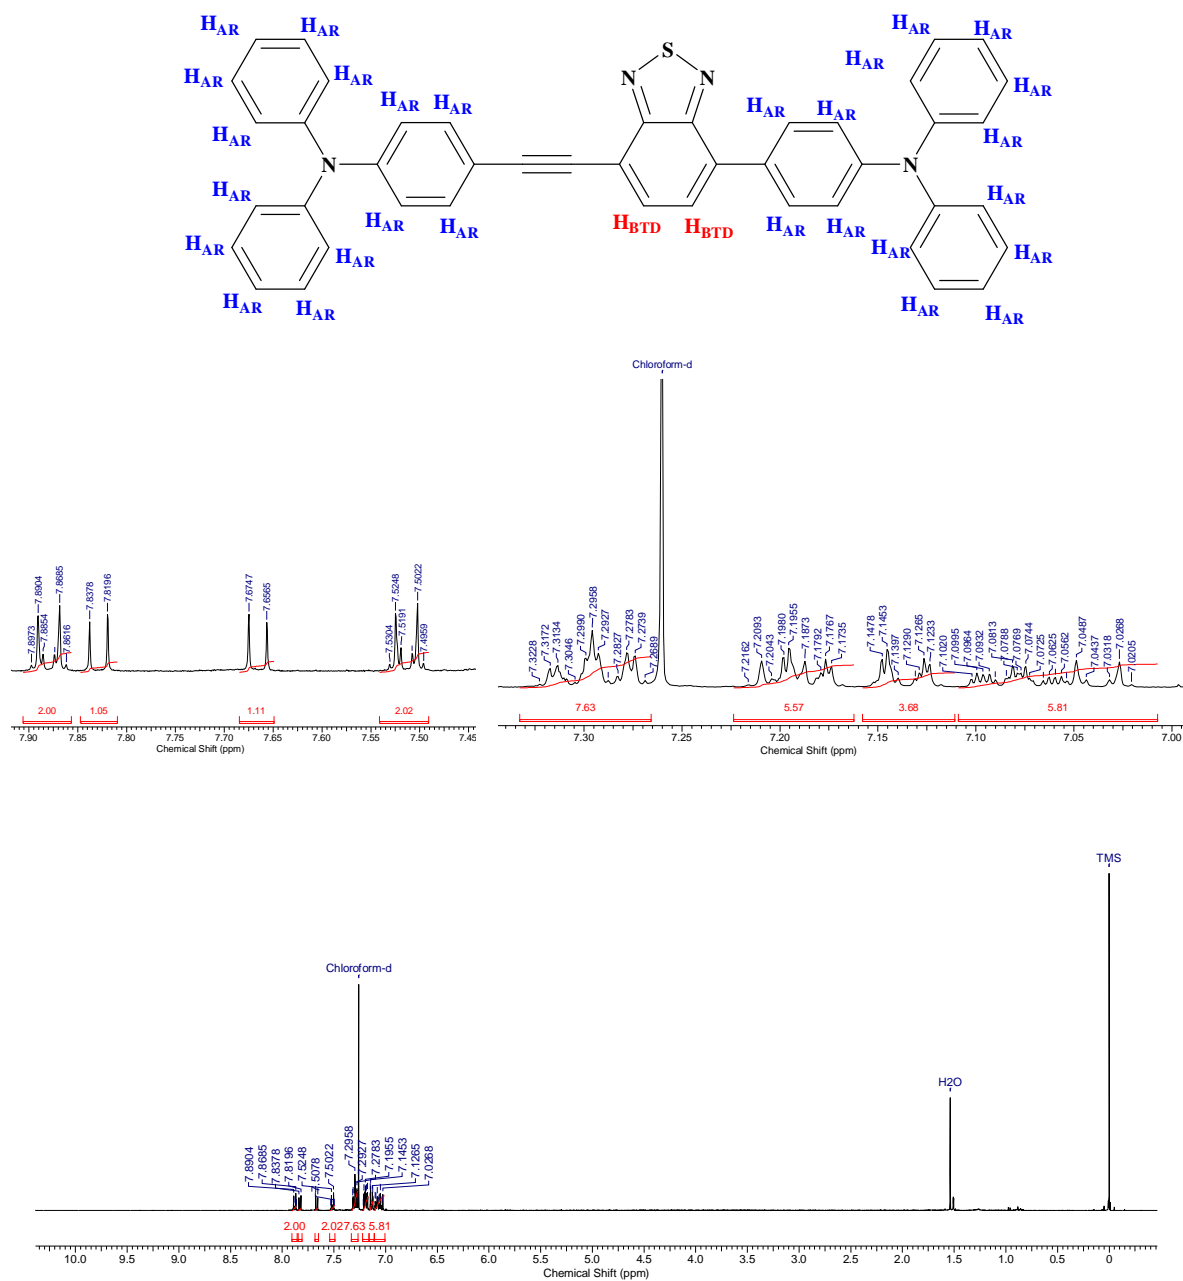 H_AR H_AR S H_AR H_AR
H_AR H_AR N N H_AR H_AR
H_AR H_AR H_AR H_AR H_AR H_AR
N N
H_AR H_AR H_AR H_BTD H_BTD H_AR H_AR H_AR
H_AR H_AR H_AR H_AR
H_AR H_AR H_AR H_AR
Chloroform-d
7.8973 7.8904 7.8854 7.8685 7.8616 7.8378 7.8196 7.6747 7.6565 7.5304 7.5248 7.5191 7.5022 7.4959
7.3228 7.3172 7.3134 7.3046 7.2990 7.2958 7.2927 7.2827 7.2783 7.2739 7.2689 7.2162 7.2093 7.2043 7.1980 7.1955 7.1873 7.1792 7.1767 7.1735 7.1478 7.1453 7.1397 7.1290 7.1265 7.1233 7.1020 7.0995 7.0964 7.0932 7.0813 7.0788 7.0769 7.0744 7.0725 7.0625 7.0562 7.0487 7.0437 7.0318 7.0268 7.0205
2.00 1.05 1.11 2.02
7.90 7.85 7.80 7.75 7.70 7.65 7.60 7.55 7.50 7.45
Chemical Shift (ppm)
7.63 5.57 3.68 5.81
7.30 7.25 7.20 7.15 7.10 7.05 7.00
Chemical Shift (ppm)
TMS
Chloroform-d
H2O
7.8904 7.8685 7.8378 7.8196 7.5248 7.5078 7.5022 7.2958 7.2927 7.2783 7.1955 7.1453 7.1265 7.0268
2.00 2.02 7.63 5.81
10.0 9.5 9.0 8.5 8.0 7.5 7.0 6.5 6.0 5.5 5.0 4.5 4.0 3.5 3.0 2.5 2.0 1.5 1.0 0.5 0
Chemical Shift (ppm)